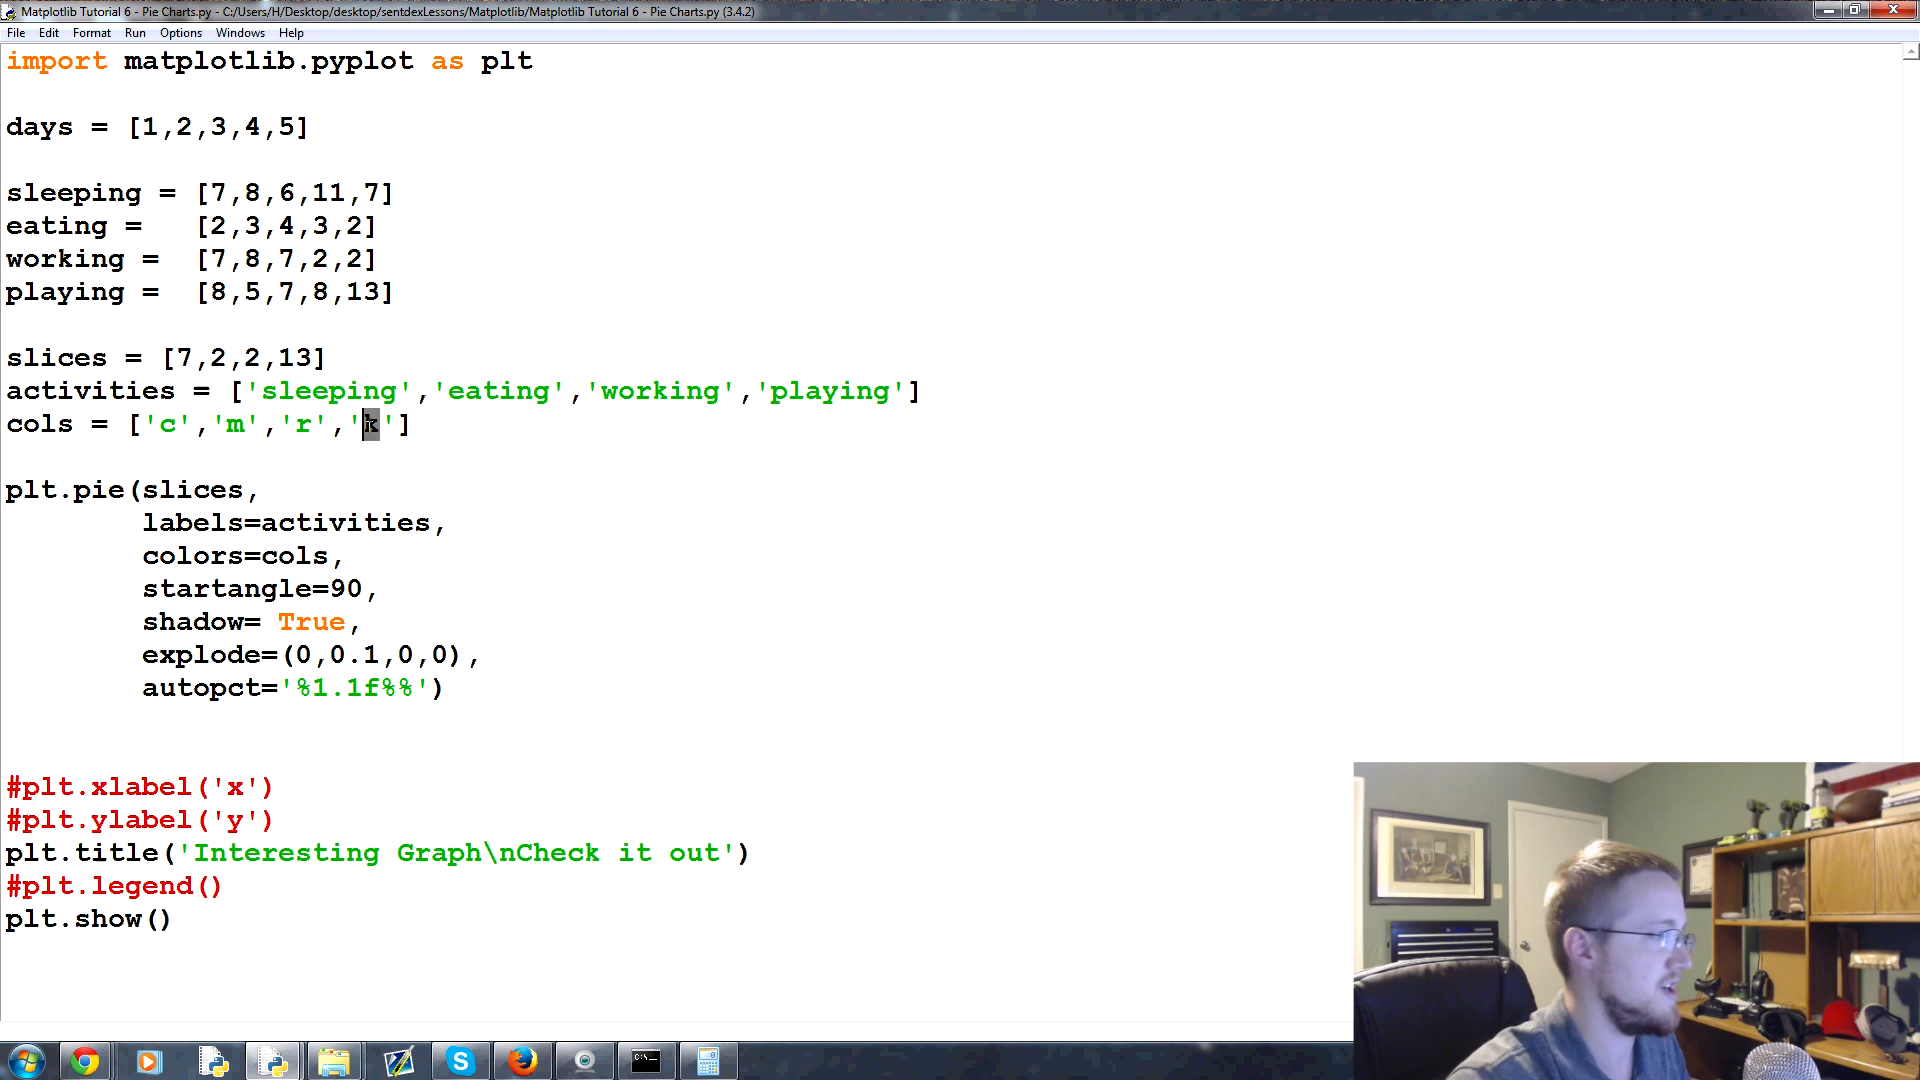 Matplotlib Tutorial 6 - Pie Charts.py - C:/Users/H/Desktop/desktop/sentdexLessons/Matplotlib/Matplotlib Tutorial 6 - Pie Charts.py (3.4.2)
File Edit Format Run Options Windows Help
import matplotlib.pyplot as plt
days = [1,2,3,4,5]
sleeping = [7,8,6,11,7]
eating =   [2,3,4,3,2]
working =  [7,8,7,2,2]
playing =  [8,5,7,8,13]
slices = [7,2,2,13]
activities = ['sleeping','eating','working','playing']
cols = ['c','m','r','k']
plt.pie(slices,
        labels=activities,
        colors=cols,
        startangle=90,
        shadow= True,
        explode=(0,0.1,0,0),
        autopct='%1.1f%%')
#plt.xlabel('x')
#plt.ylabel('y')
plt.title('Interesting Graph\nCheck it out')
#plt.legend()
plt.show()